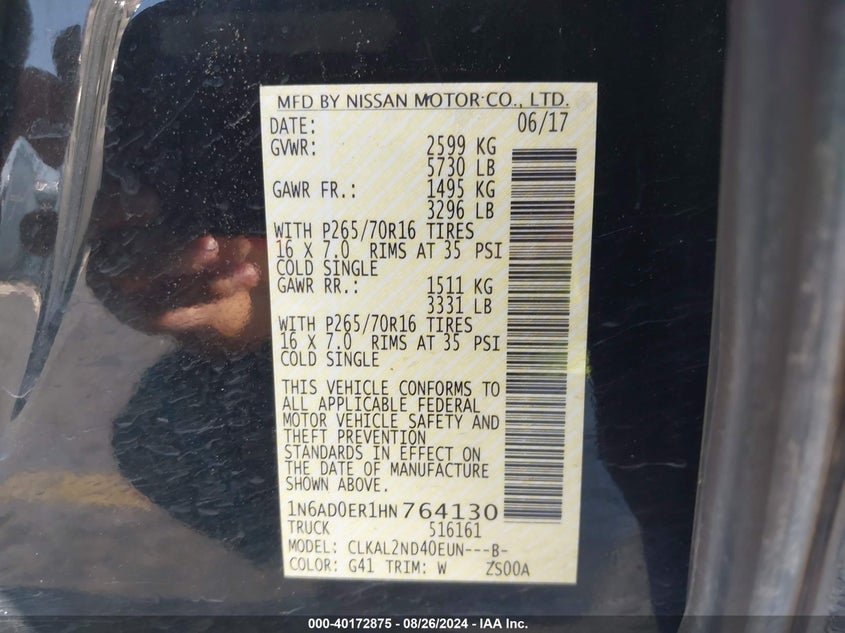 MFD BY NISSAN MOTOR CO., LTD.
DATE: 06/17
GVWR: 2599 KG
5730 LB
GAWR FR.: 1495 KG
3296 LB
WITH P265/70R16 TIRES
16 X 7.0 RIMS AT 35 PSI
COLD SINGLE
GAWR RR.: 1511 KG
3331 LB
WITH P265/70R16 TIRES
16 X 7.0 RIMS AT 35 PSI
COLD SINGLE
THIS VEHICLE CONFORMS TO
ALL APPLICABLE FEDERAL
MOTOR VEHICLE SAFETY AND
THEFT PREVENTION
STANDARDS IN EFFECT ON
THE DATE OF MANUFACTURE
SHOWN ABOVE.
1N6AD0ER1HN764130
TRUCK 516161
MODEL: CLKAL2ND40EUN---B-
COLOR: G41 TRIM: W ZS00A
000-40172875 - 08/26/2024 - IAA Inc.